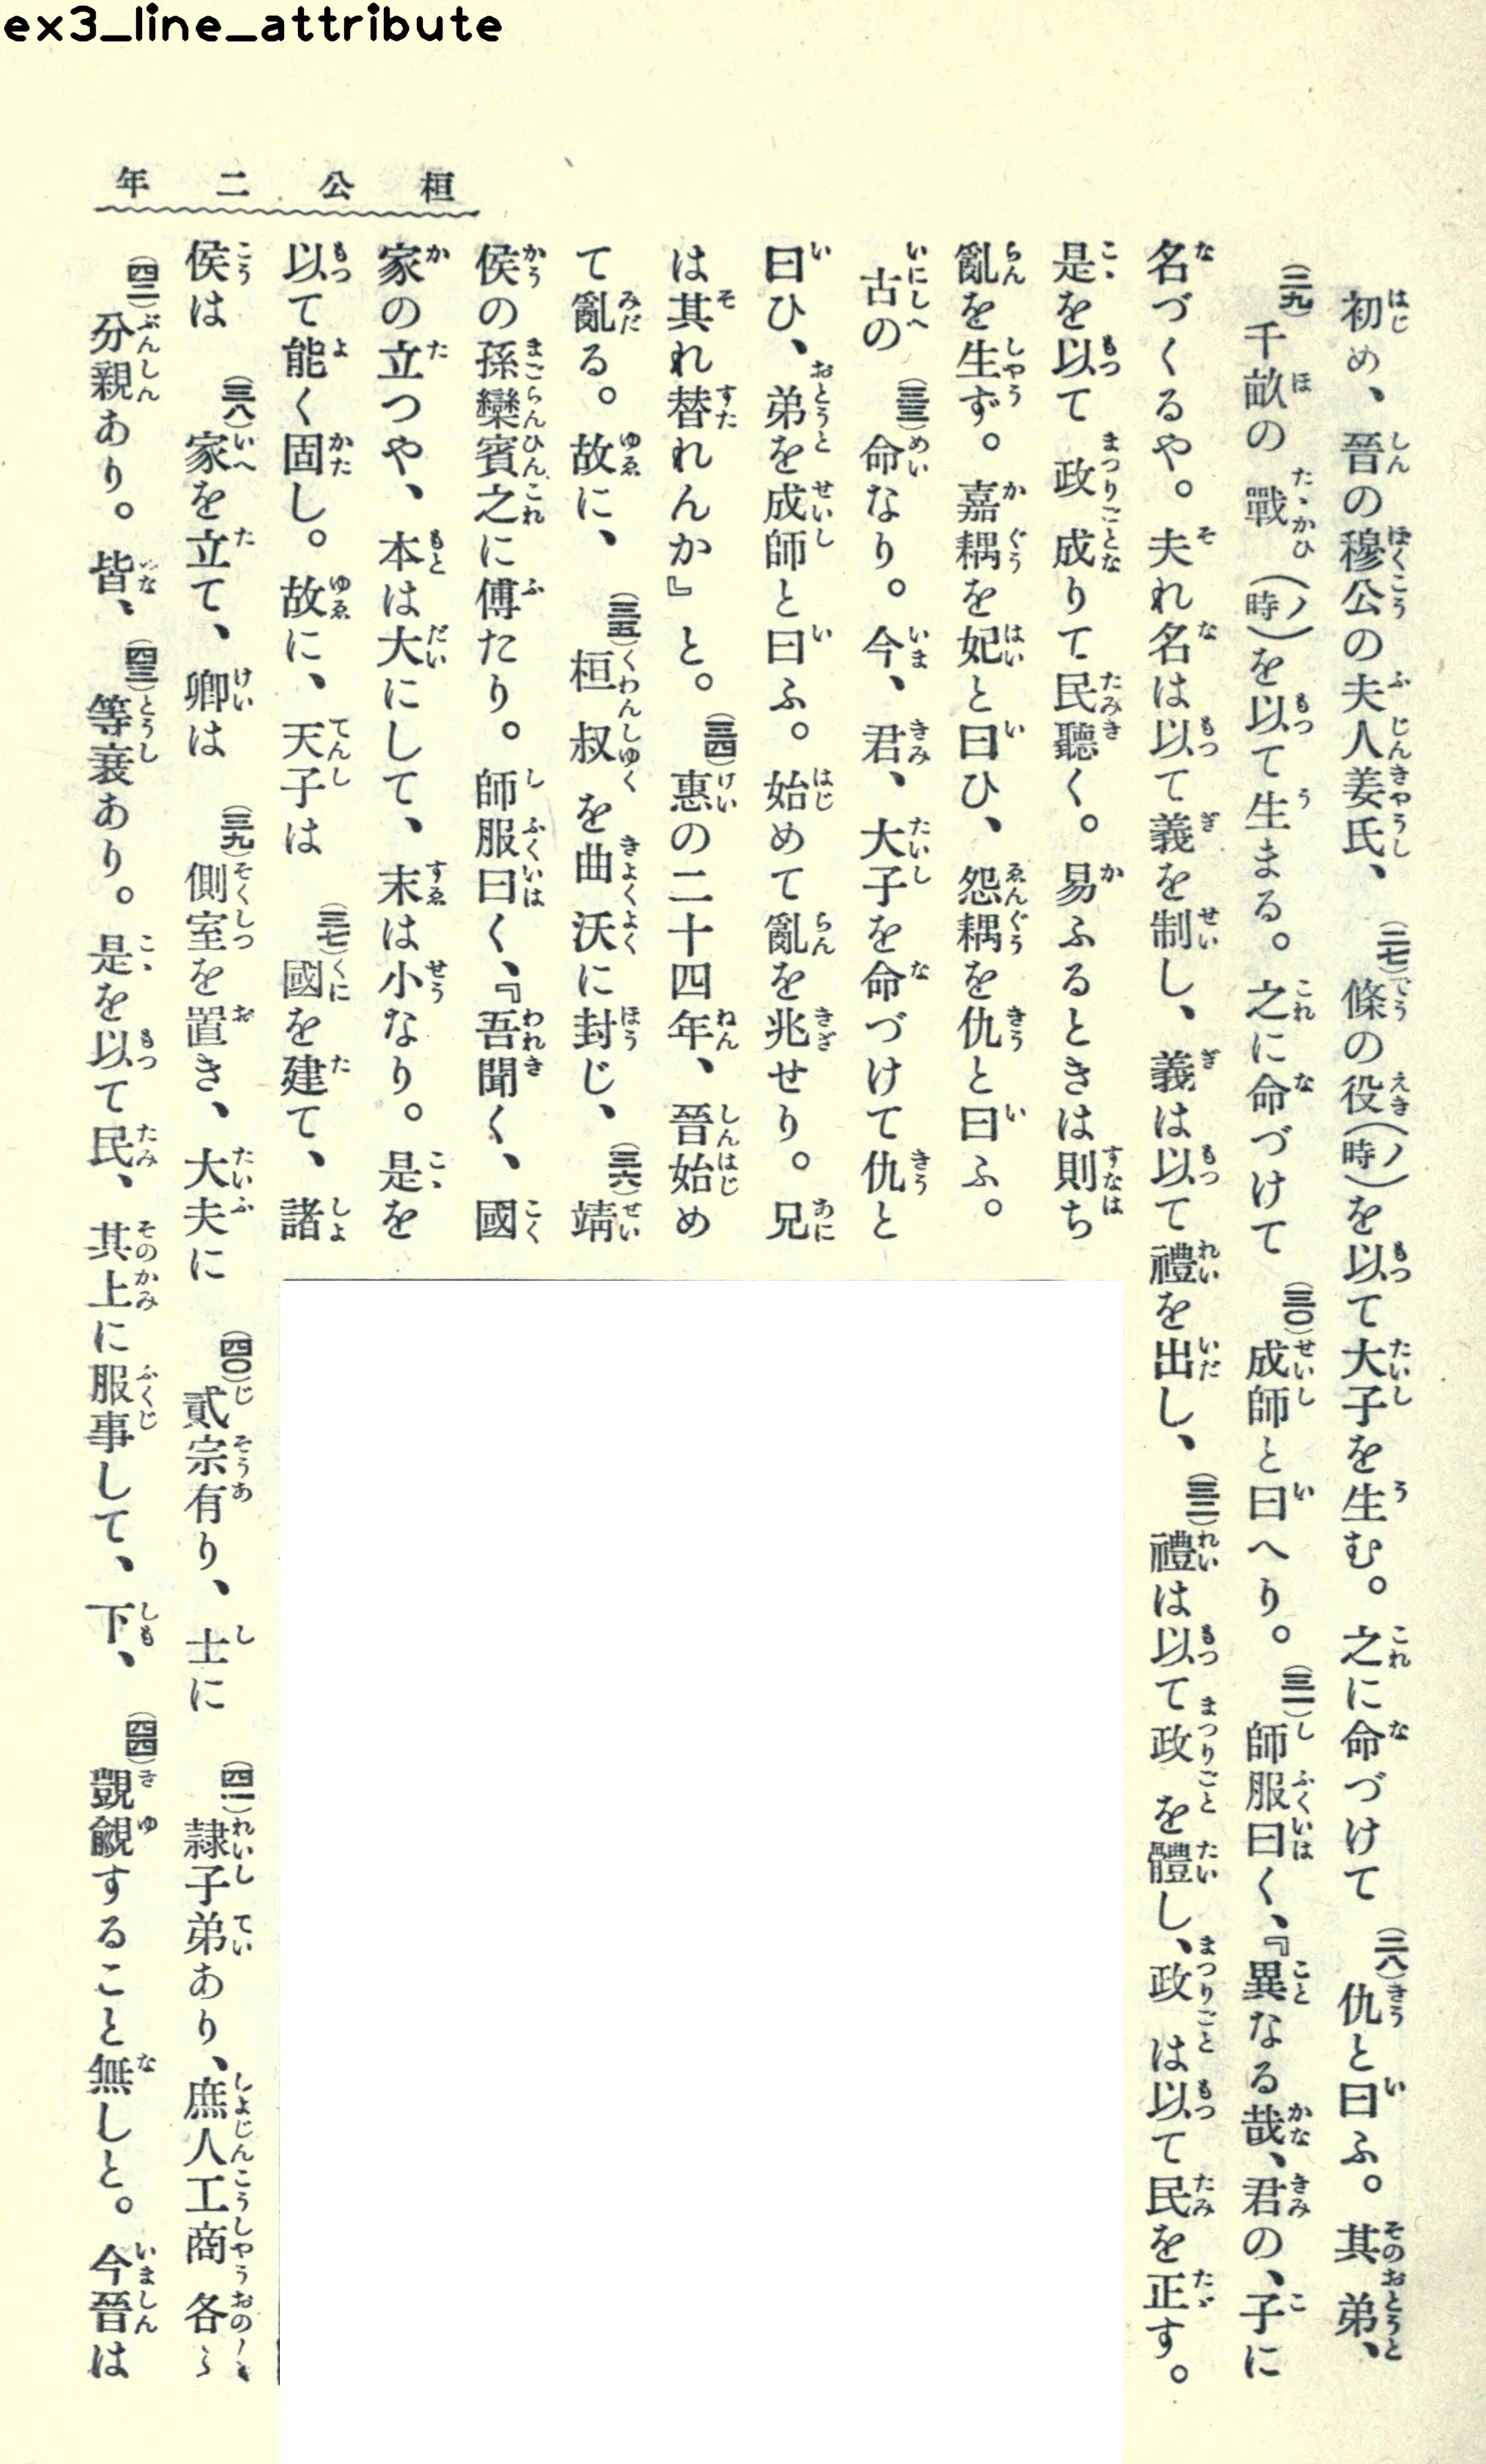 ex3_line_attribute
桓公二年
初め、晉の穆公の夫人姜氏、(二七)條の役(ノ時)を以て大子を生む。之に命づけて(二八)仇と曰ふ。其弟、
(二九)千畝の戰(ノ時)を以て生まる。之に命づけて(三〇)成師と曰へり。(三一)師服曰く、『異なる哉、君の、子に
名づくるや。夫れ名は以て義を制し、義は以て禮を出し、(三二)禮は以て政を體し、政は以て民を正す。
是を以て政成りて民聽く。易ふるときは則ち
亂を生ず。嘉耦を妃と曰ひ、怨耦を仇と曰ふ。
古の(三三)命なり。今、君、大子を命づけて仇と
曰ひ、弟を成師と曰ふ。始めて亂を兆せり。兄
は其れ替れんか』と。(三四)惠の二十四年、晉始め
て亂る。故に、(三五)桓叔を曲沃に封じ、(三六)靖
侯の孫欒賓之に傅たり。師服曰く、『吾聞く、國
家の立つや、本は大にして、末は小なり。是を
以て能く固し。故に、天子は(三七)國を建て、諸
侯は(三八)家を立て、卿は(三九)側室を置き、大夫に(四〇)貳宗有り、士に(四一)隷子弟あり、庶人工商各〻
(四二)分親あり。皆、(四三)等衰あり。是を以て民、其上に服事して、下、(四四)覬覦すること無しと。今晉は